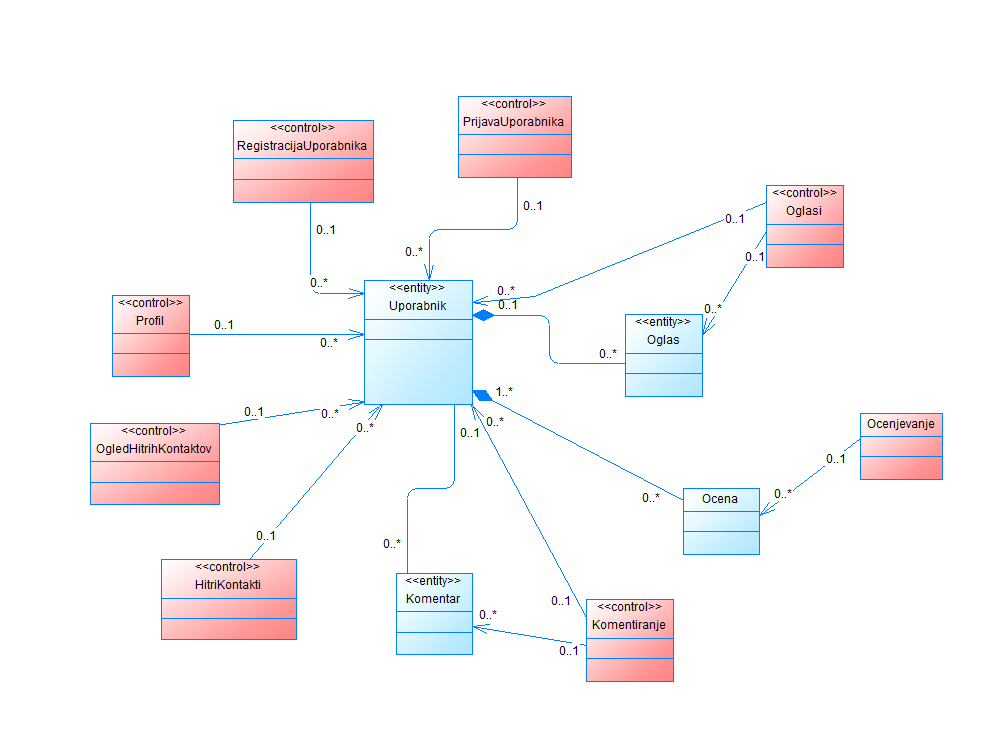 <<control>>
PrijavaUporabnika
<<control>>
RegistracijaUporabnika
<<control>>
Oglasi
0..1
0..1
0..1
0..*
0..1
0..*
<<entity>>
Uporabnik
0..*
0..1
0..*
<<control>>
Profil
0..1
0..*
<<entity>>
Oglas
0..*
0..*
1..*
<<control>>
OgledHitrihKontaktov
0..1
0..*
0..*
0..1
0..*
Ocenjevanje
0..1
0..*
0..*
Ocena
0..1
0..*
<<control>>
HitriKontakti
<<entity>>
Komentar
0..*
0..1
0..1
<<control>>
Komentiranje